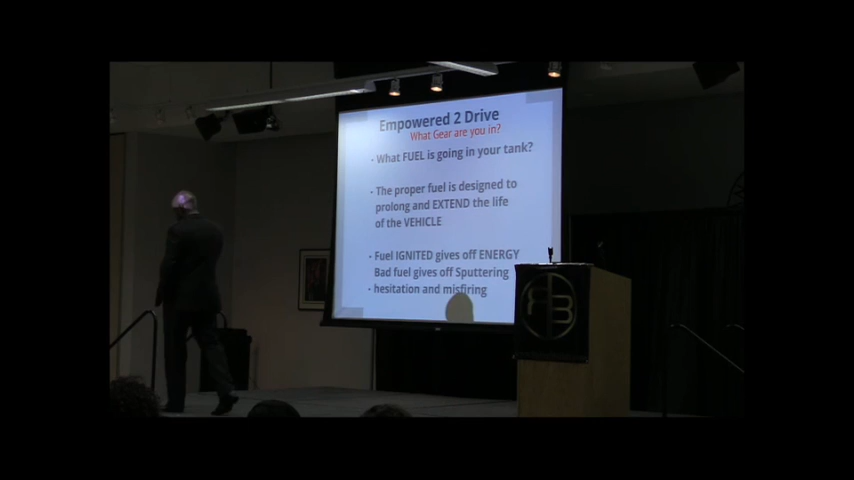 Empowered 2 Drive
What Gear are you in?
• What FUEL is going in your tank?
• The proper fuel is designed to
prolong and EXTEND the life
of the VEHICLE
• Fuel IGNITED gives off ENERGY
Bad fuel gives off Sputtering
• hesitation and misfiring